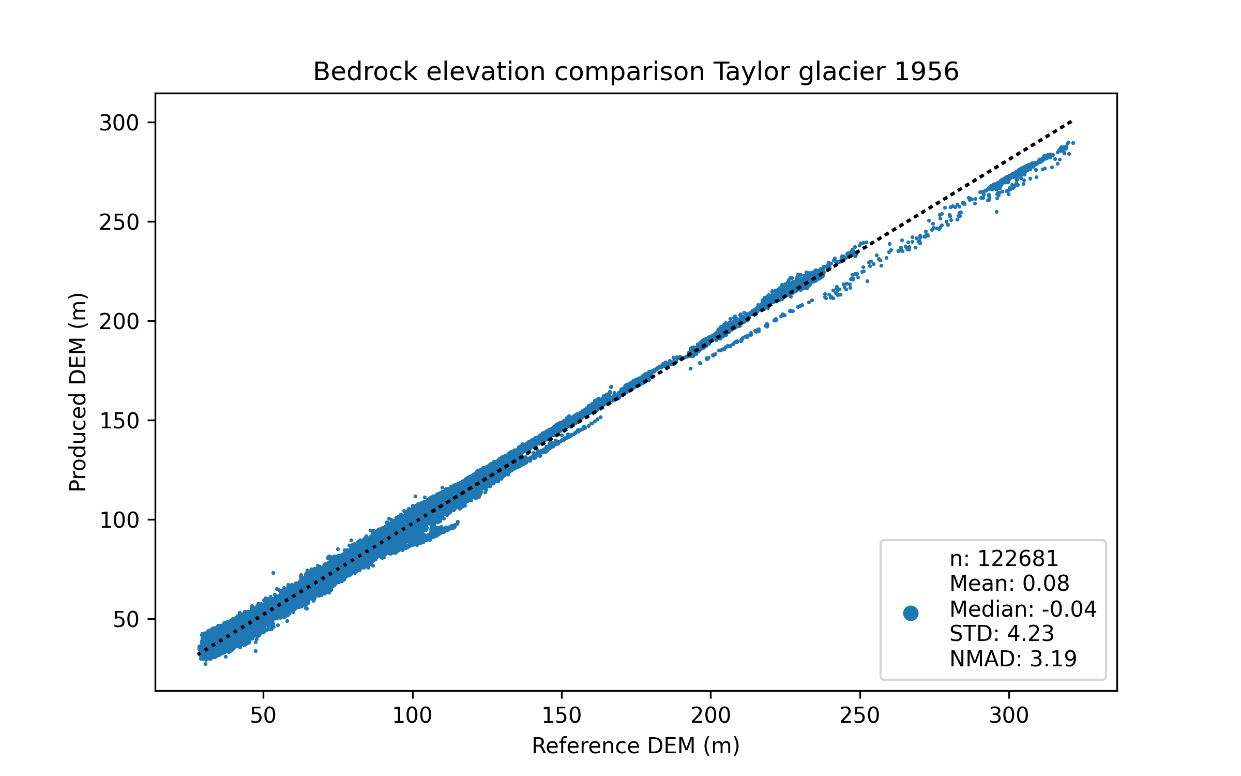 Bedrock elevation comparison Taylor glacier 1956
300
250
200
150
100
50
Produced DEM (m)
n: 122681
Mean: 0.08
Median: -0.04
STD: 4.23
NMAD: 3.19
50 100 150 200 250 300
Reference DEM (m)